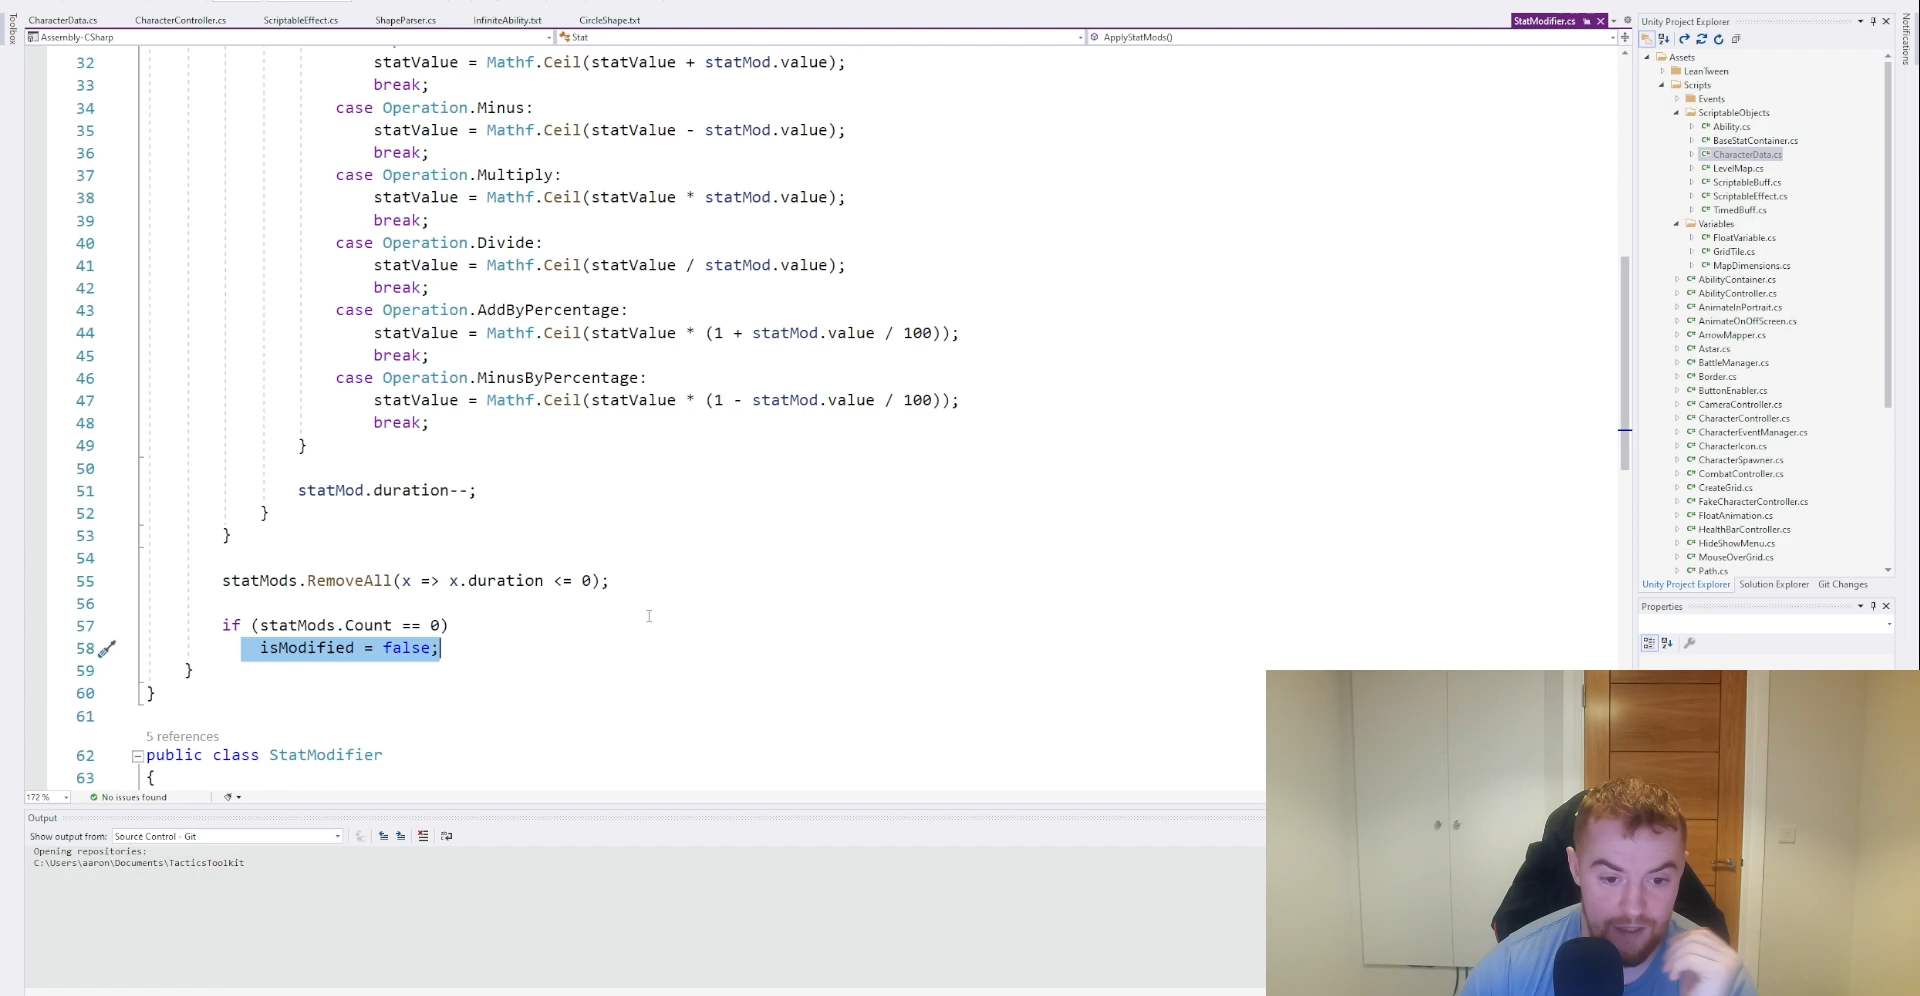 CharacterData.cs CharacterController.cs ScriptableEffect.cs ShapeParser.cs InfiniteAbility.txt CircleShape.txt StatModifier.cs
Toolbox
Assembly-CSharp Stat ApplyStatMods()
32 statValue = Mathf.Ceil(statValue + statMod.value);
33 break;
34 case Operation.Minus:
35 statValue = Mathf.Ceil(statValue - statMod.value);
36 break;
37 case Operation.Multiply:
38 statValue = Mathf.Ceil(statValue * statMod.value);
39 break;
40 case Operation.Divide:
41 statValue = Mathf.Ceil(statValue / statMod.value);
42 break;
43 case Operation.AddByPercentage:
44 statValue = Mathf.Ceil(statValue * (1 + statMod.value / 100));
45 break;
46 case Operation.MinusByPercentage:
47 statValue = Mathf.Ceil(statValue * (1 - statMod.value / 100));
48 break;
49 }
50
51 statMod.duration--;
52 }
53 }
54
55 statMods.RemoveAll(x => x.duration <= 0);
56
57 if (statMods.Count == 0)
58 isModified = false;
59 }
60 }
61
5 references
62 public class StatModifier
63 {
172 % No issues found
Output
Show output from: Source Control - Git
Opening repositories:
C:\Users\aaron\Documents\TacticsToolkit
Unity Project Explorer
Assets
LeanTween
Scripts
Events
ScriptableObjects
Ability.cs
BaseStatContainer.cs
CharacterData.cs
LevelMap.cs
ScriptableBuff.cs
ScriptableEffect.cs
TimedBuff.cs
Variables
FloatVariable.cs
GridTile.cs
MapDimensions.cs
AbilityContainer.cs
AbilityController.cs
AnimateInPortrait.cs
AnimateOnOffScreen.cs
ArrowMapper.cs
Astar.cs
BattleManager.cs
Border.cs
ButtonEnabler.cs
CameraController.cs
CharacterController.cs
CharacterEventManager.cs
CharacterIcon.cs
CharacterSpawner.cs
CombatController.cs
CreateGrid.cs
FakeCharacterController.cs
FloatAnimation.cs
HealthBarController.cs
HideShowMenu.cs
MouseOverGrid.cs
Path.cs
Unity Project Explorer Solution Explorer Git Changes
Properties
Notifications